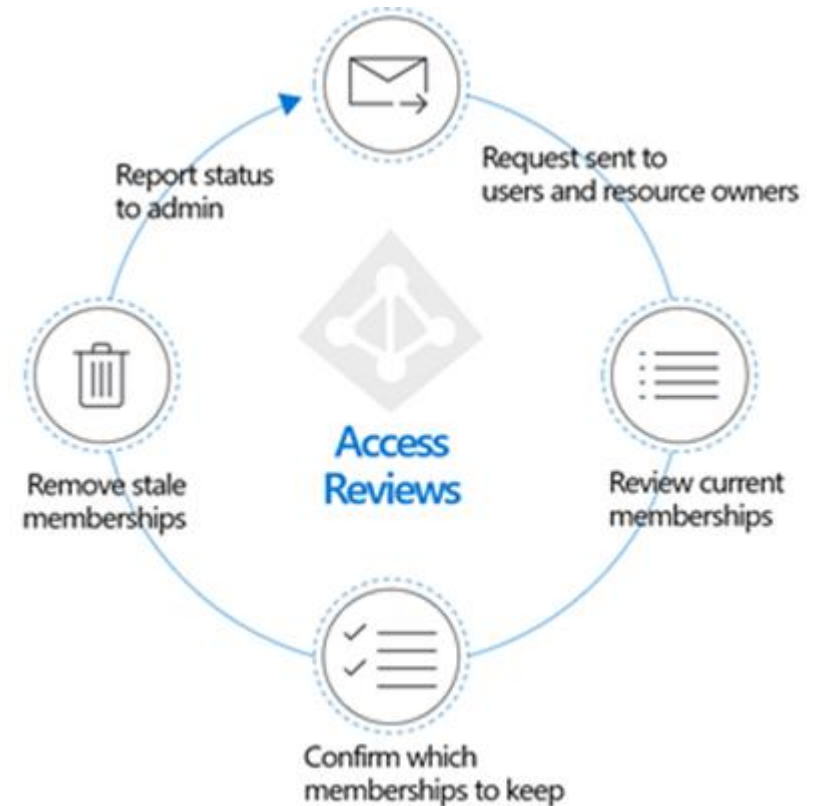 Request sent to
users and resource owners
Review current
memberships
Confirm which
memberships to keep
Remove stale
memberships
Report status
to admin
Access
Reviews